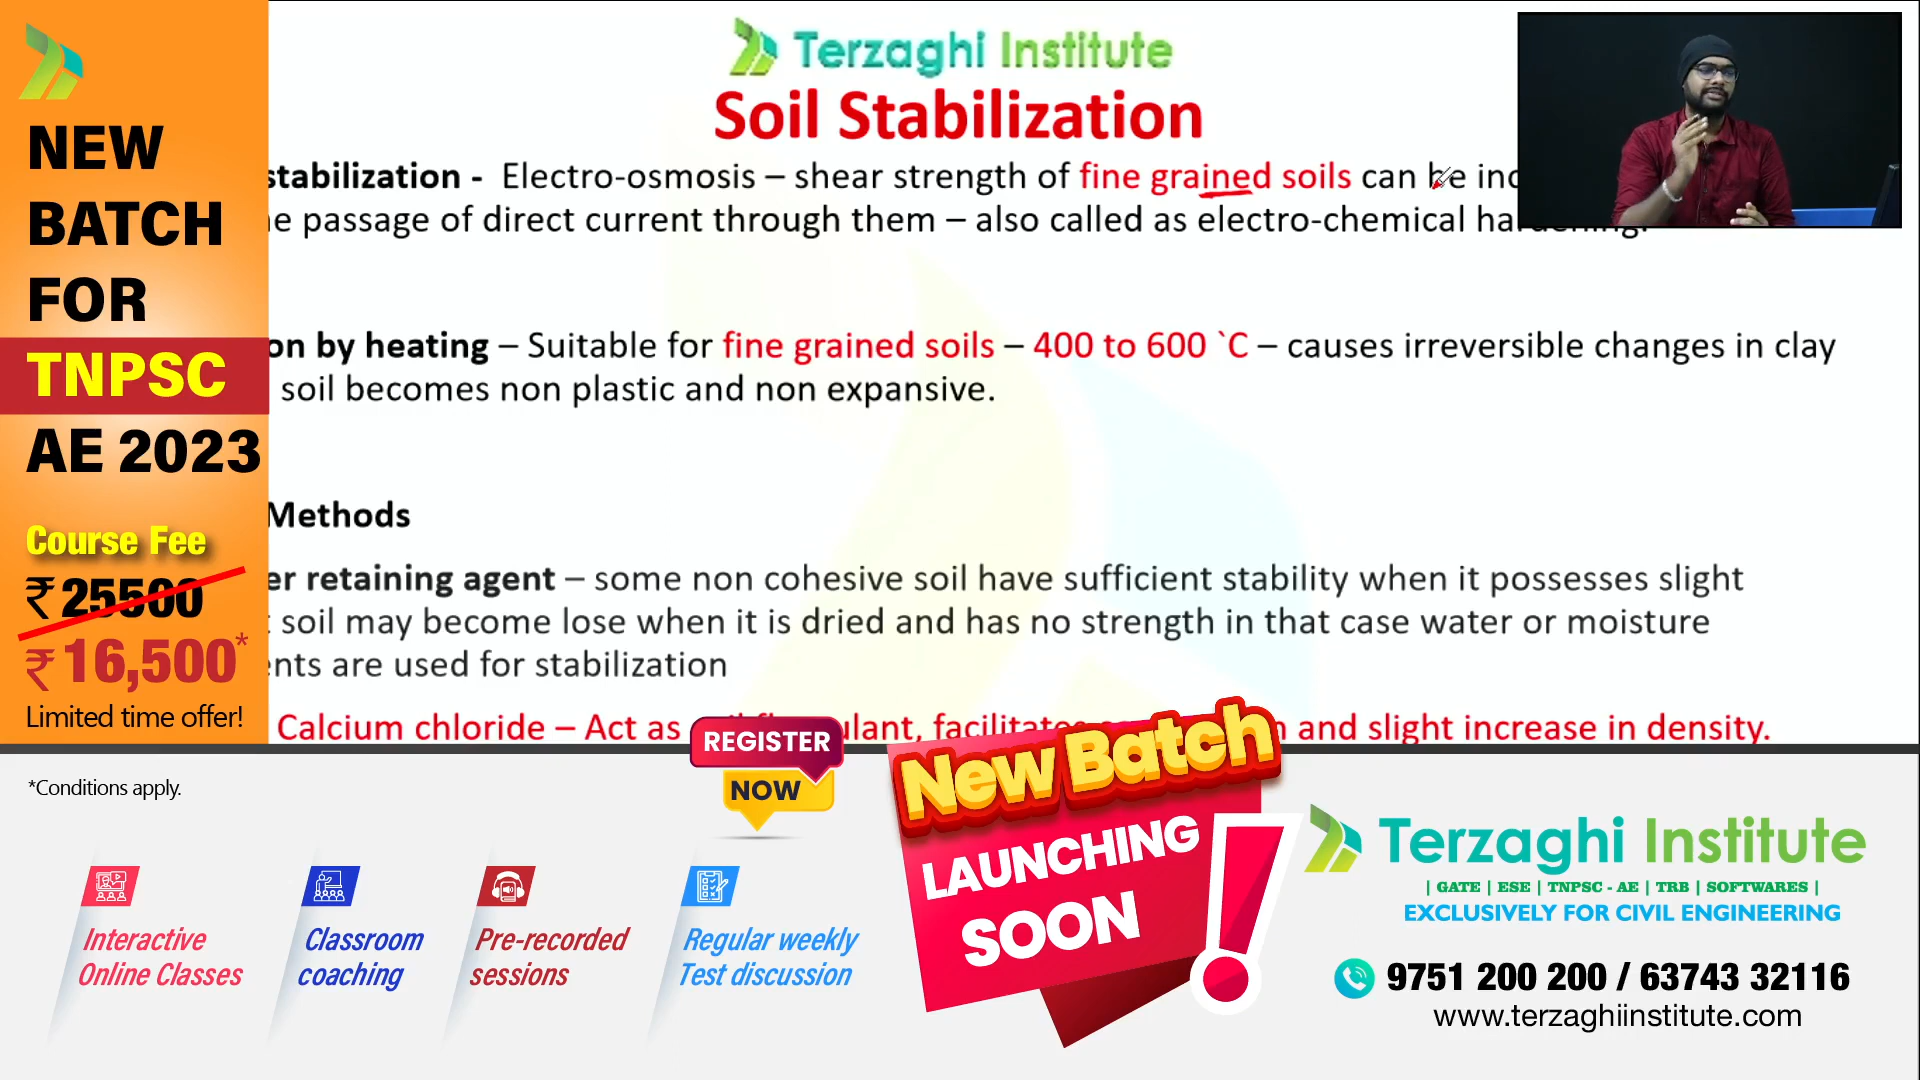 NEW
BATCH
FOR
TNPSC
AE 2023
Course Fee
₹25500
₹16,500*
Limited time offer!
Terzaghi Institute
Soil Stabilization
stabilization - Electro-osmosis – shear strength of fine grained soils can be
passage of direct current through them – also called as electro-chemical hardening.
by heating – Suitable for fine grained soils – 400 to 600 `C – causes irreversible changes in clay
soil becomes non plastic and non expansive.
Methods
retaining agent – some non cohesive soil have sufficient stability when it possesses slight
soil may become lose when it is dried and has no strength in that case water or moisture
are used for stabilization
Calcium chloride – Act as and slight increase in density.
*Conditions apply.
REGISTER
NOW
New Batch
LAUNCHING
SOON
Interactive
Online Classes
Classroom
coaching
Pre-recorded
sessions
Regular weekly
Test discussion
Terzaghi Institute
| GATE | ESE | TNPSC - AE | TRB | SOFTWARES |
EXCLUSIVELY FOR CIVIL ENGINEERING
9751 200 200 / 63743 32116
www.terzaghiinstitute.com